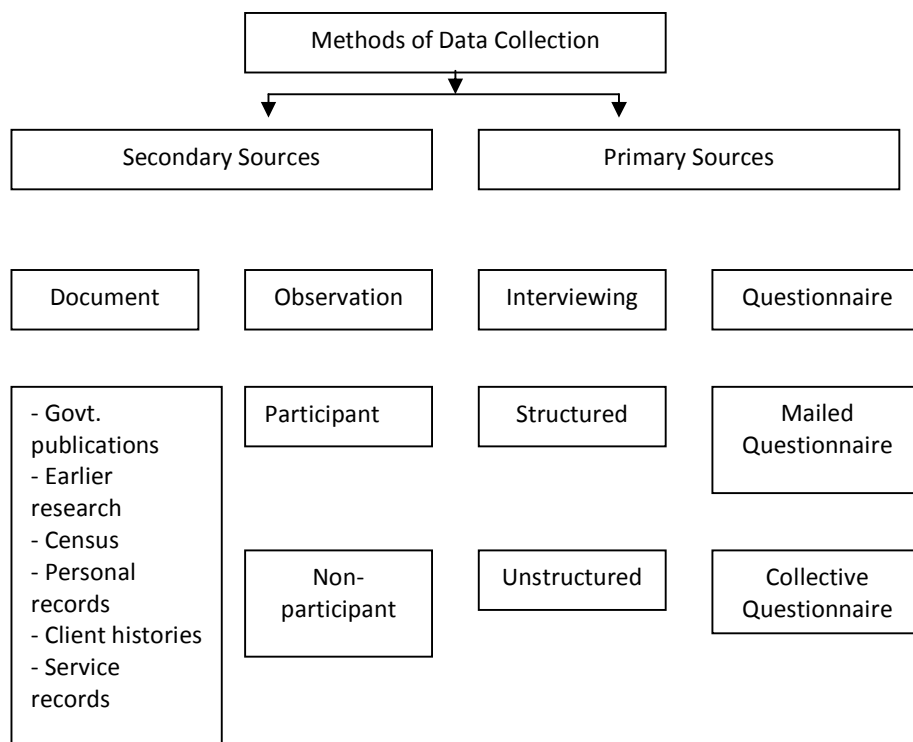 Methods of Data Collection
Secondary Sources
Primary Sources
Document
Observation
Interviewing
Questionnaire
- Govt.
publications
- Earlier
research
- Census
- Personal
records
- Client histories
- Service
records
Participant
Structured
Mailed
Questionnaire
Non-
participant
Unstructured
Collective
Questionnaire